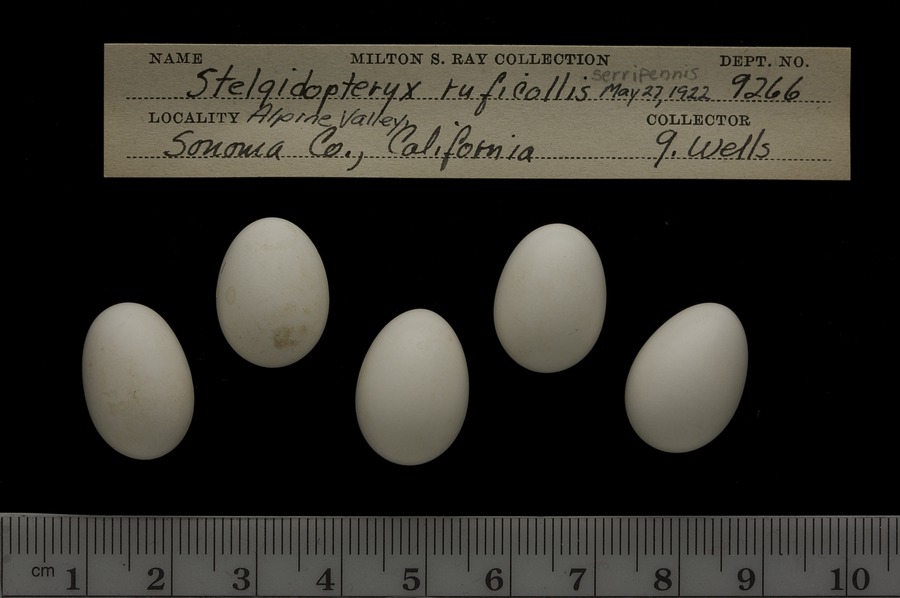 NAME MILTON S. RAY COLLECTION DEPT. NO.
serripennis
Stelgidopteryx ruficollis May 27, 1922 9266
LOCALITY Alpine Valley, COLLECTOR
Sonoma Co., California G. Wells
cm 1 2 3 4 5 6 7 8 9 10